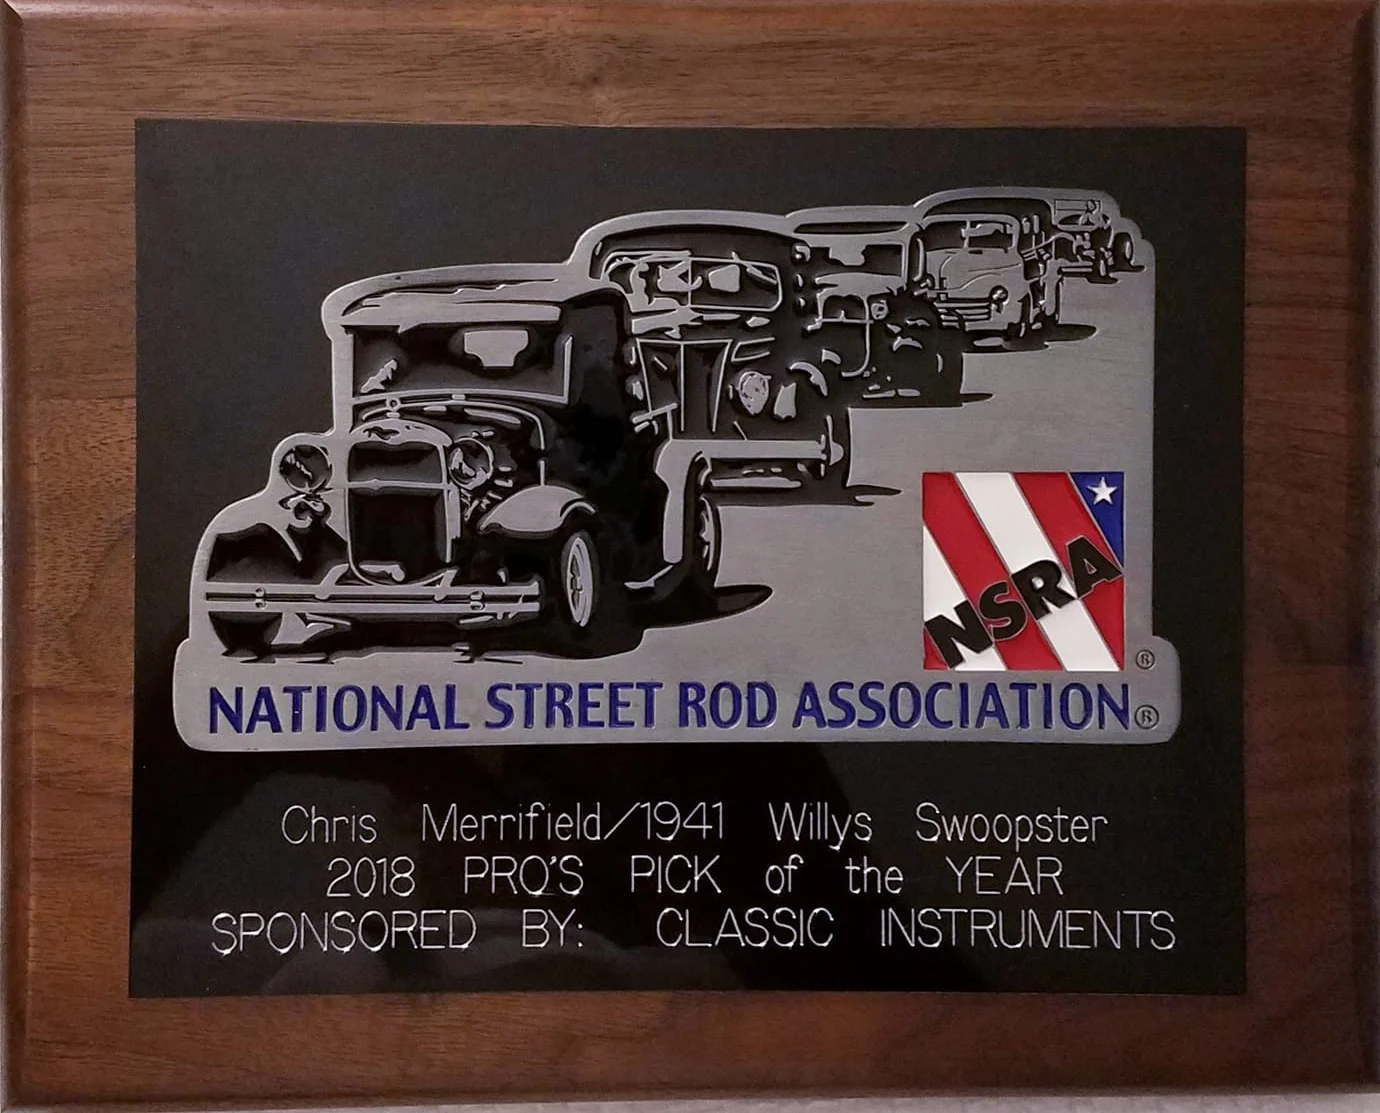 NSRA
®
NATIONAL STREET ROD ASSOCIATION®
Chris Merrifield/1941 Willys Swoopster
2018 PRO'S PICK of the YEAR
SPONSORED BY: CLASSIC INSTRUMENTS